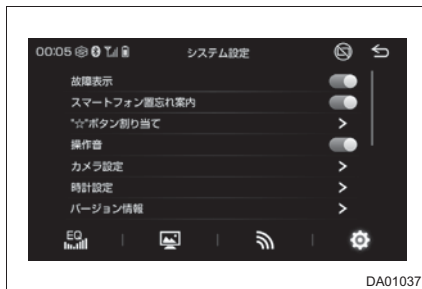 00:05 システム設定
故障表示
スマートフォン置忘れ案内
"☆"ボタン割り当て
操作音
カメラ設定
時計設定
バージョン情報
EQ
DA01037